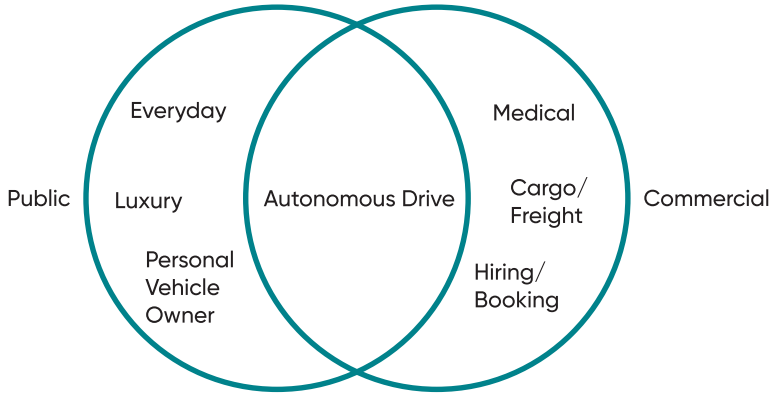 Everyday
Medical
Public
Luxury
Autonomous Drive
Cargo/
Freight
Commercial
Personal
Vehicle
Owner
Hiring/
Booking